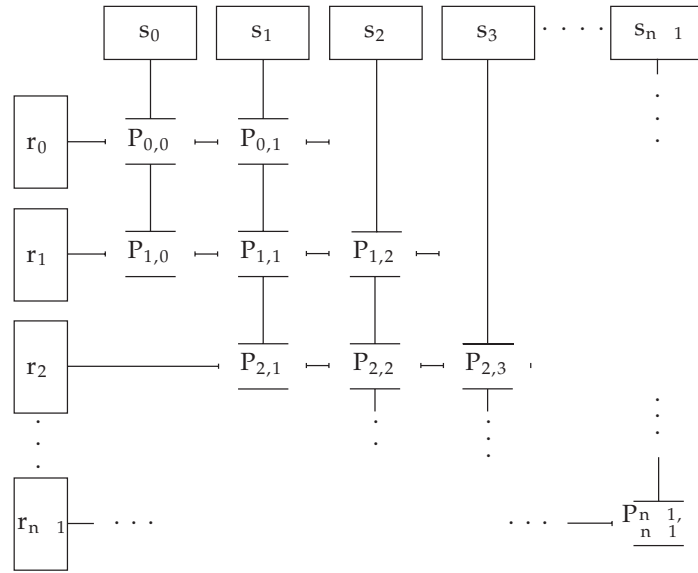 s₀ s₁ s₂ s₃ · · · · sₙ ₁
r₀ P₀,₀ P₀,₁
r₁ P₁,₀ P₁,₁ P₁,₂
r₂ P₂,₁ P₂,₂ P₂,₃
rₙ ₁ · · · · · · Pₙ ₁, ₙ ₁